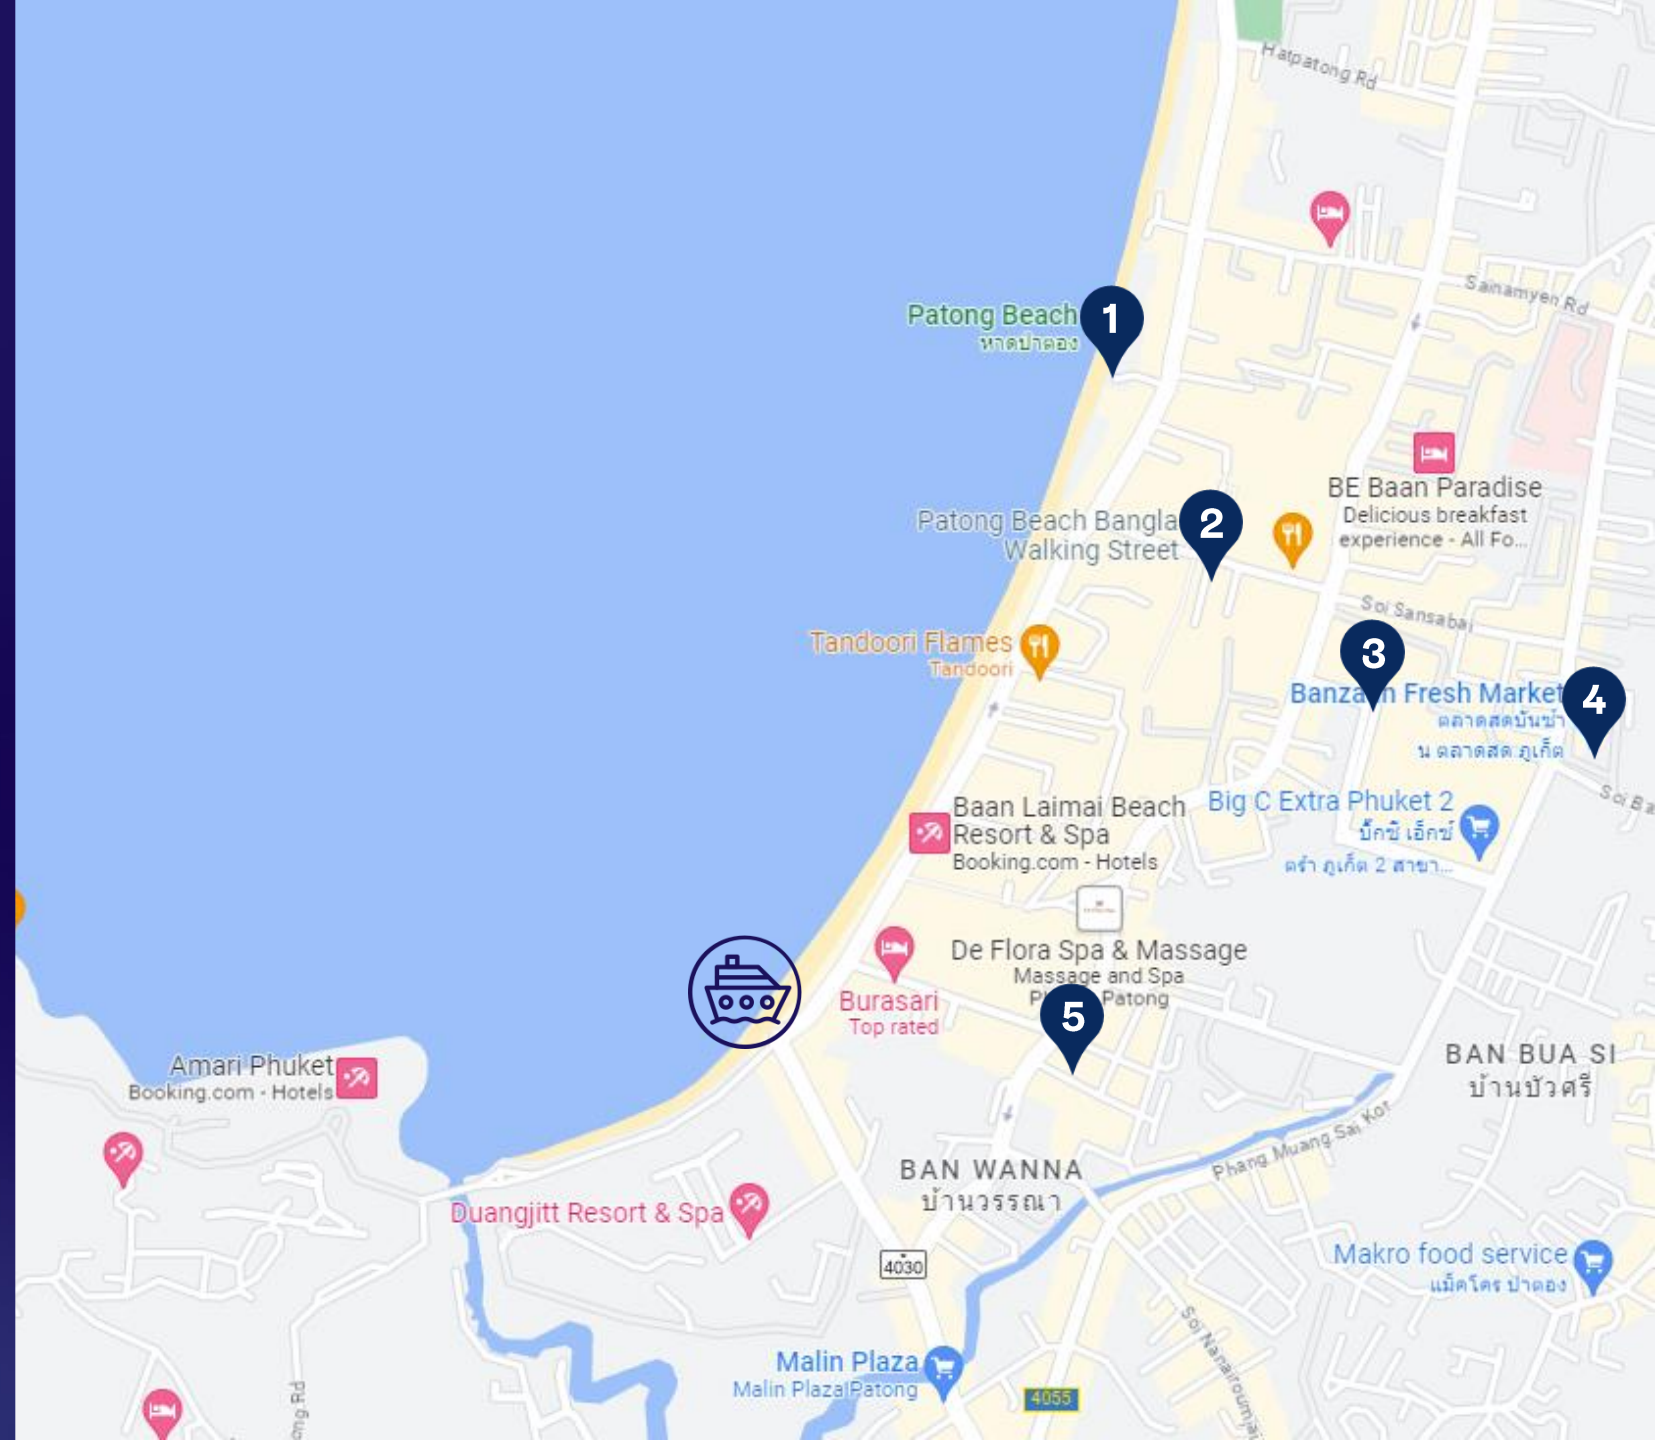 Hatpatong Rd
Sainamyen Rd
1
Patong Beach
หาดป่าตอง
BE Baan Paradise
Delicious breakfast
experience - All Fo...
2
Patong Beach Bangla
Walking Street
Soi Sansabai
Tandoori Flames
Tandoori
3
4
Fresh Market
ตลาดสดบันซ้า
น ตลาดสด ภูเก็ต
Big C Extra Phuket 2
บิ๊กซี เอ็กซ์
ตร้า ภูเก็ต 2 สาขา...
Baan Laimai Beach
Resort & Spa
Booking.com - Hotels
De Flora Spa & Massage
Massage and Spa
Patong
5
Burasari
Top rated
Amari Phuket
Booking.com - Hotels
BAN BUA SI
บ้านบัวศรี
Phang Muang Sai Kor
BAN WANNA
บ้านวรรณา
Duangjitt Resort & Spa
4030
Makro food service
แม็คโคร ป่าตอง
Malin Plaza
Malin Plaza Patong
4055